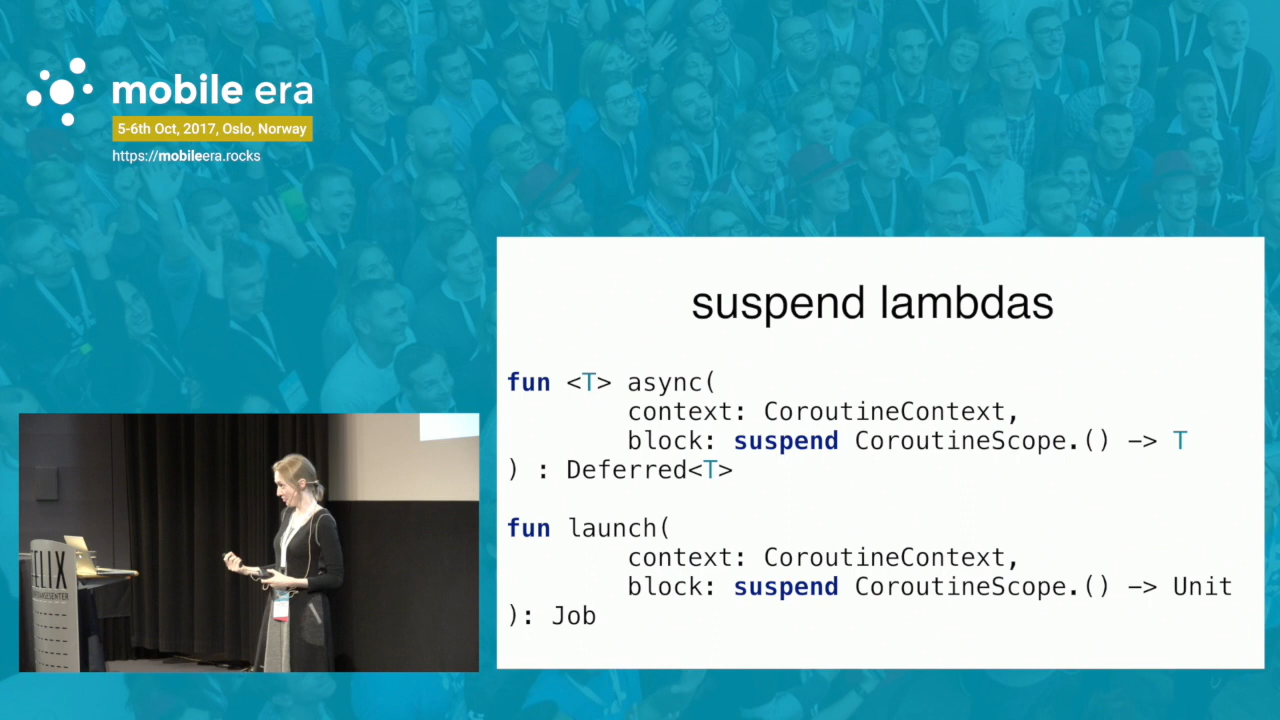 mobile era
5-6th Oct, 2017, Oslo, Norway
https://mobileera.rocks
suspend lambdas
fun <T> async(
        context: CoroutineContext,
        block: suspend CoroutineScope.() -> T
) : Deferred<T>
fun launch(
        context: CoroutineContext,
        block: suspend CoroutineScope.() -> Unit
): Job